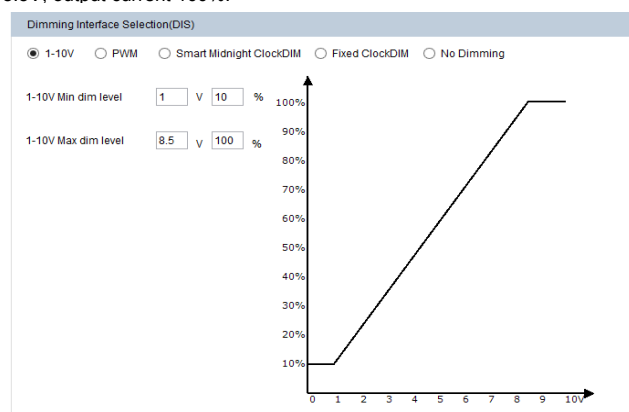 Dimming Interface Selection(DIS)
1-10V PWM Smart Midnight ClockDIM Fixed ClockDIM No Dimming
1-10V Min dim level 1 V 10 %
1-10V Max dim level 8.5 V 100 %
100%
90%
80%
70%
60%
50%
40%
30%
20%
10%
0 1 2 3 4 5 6 7 8 9 10V